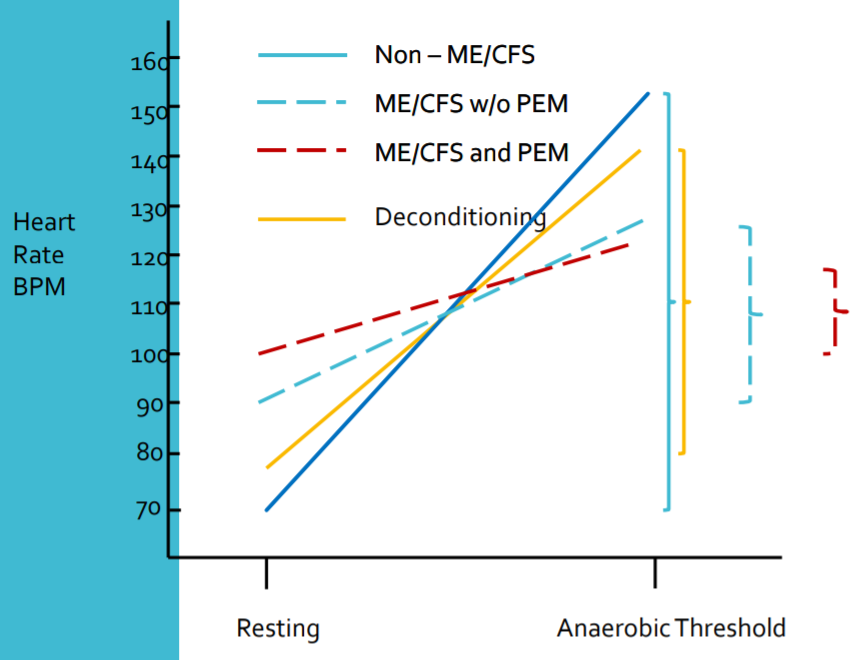 160
150
140
130
120
110
100
90
80
70
Heart
Rate
BPM
Non – ME/CFS
ME/CFS w/o PEM
ME/CFS and PEM
Deconditioning
Resting
Anaerobic Threshold